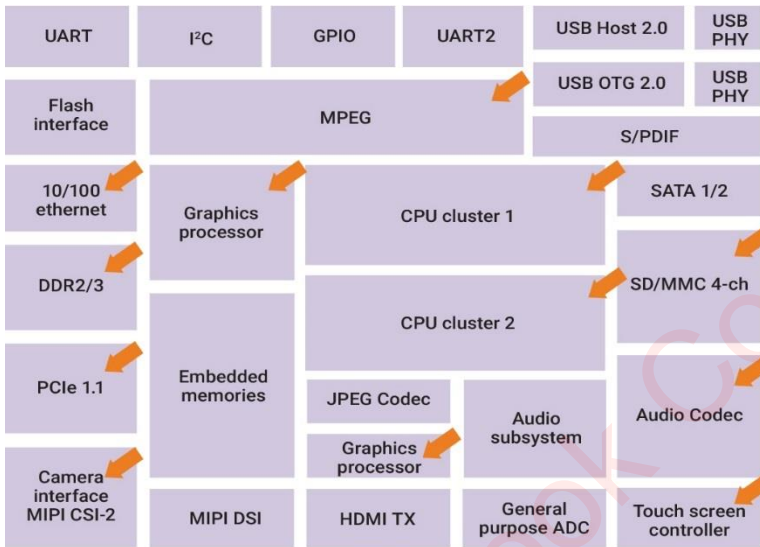 UART
I²C
GPIO
UART2
USB Host 2.0
USB
PHY
USB OTG 2.0
USB
PHY
Flash
interface
MPEG
S/PDIF
10/100
ethernet
Graphics
processor
CPU cluster 1
SATA 1/2
DDR2/3
SD/MMC 4-ch
CPU cluster 2
PCIe 1.1
Embedded
memories
JPEG Codec
Audio
subsystem
Audio Codec
Graphics
processor
Camera
interface
MIPI CSI-2
MIPI DSI
HDMI TX
General
purpose ADC
Touch screen
controller